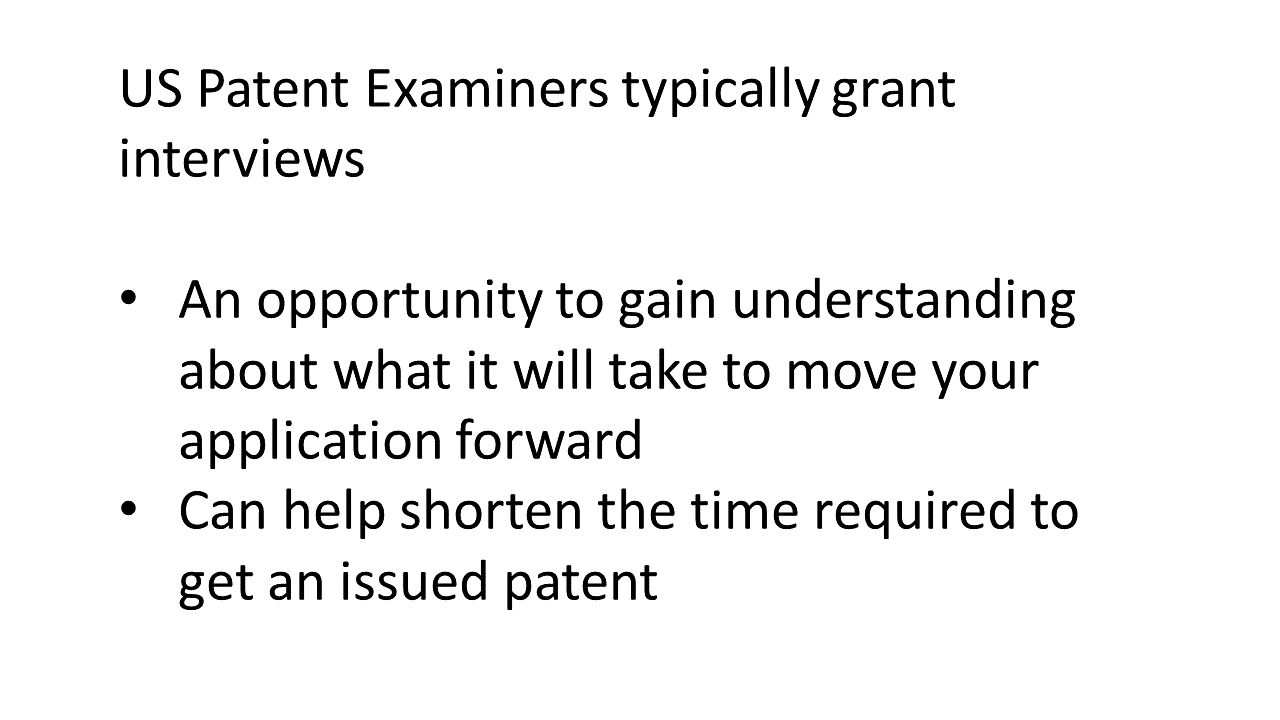 US Patent Examiners typically grant
interviews
• An opportunity to gain understanding
about what it will take to move your
application forward
• Can help shorten the time required to
get an issued patent